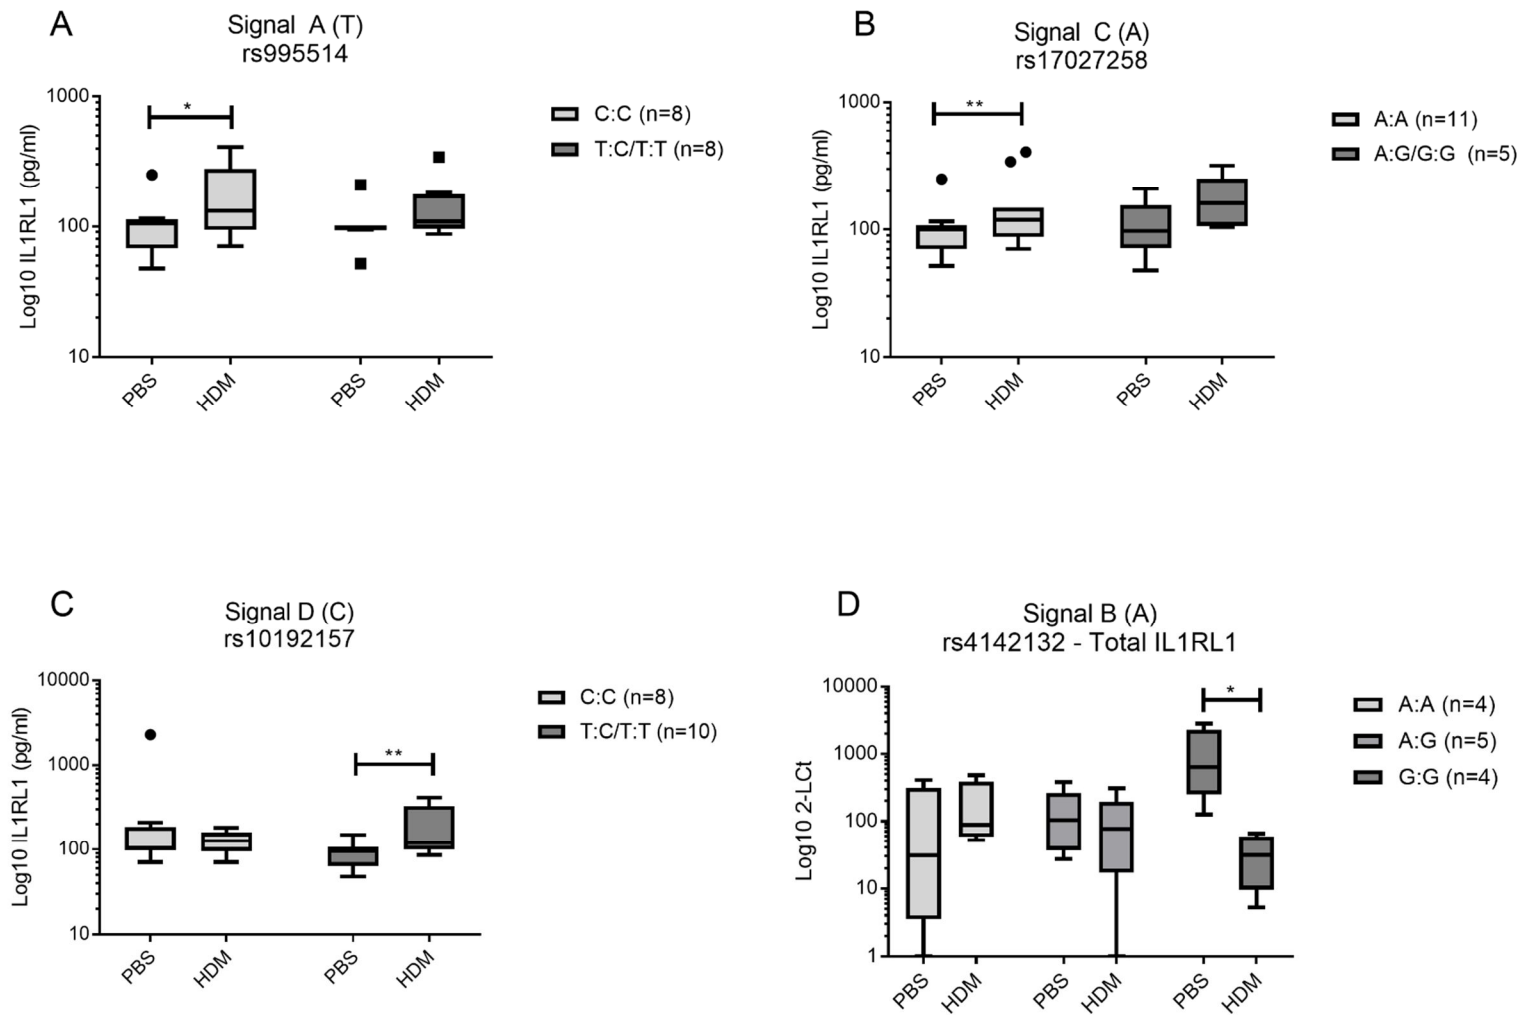 A
Signal A (T)
rs995514
Log10 IL1RL1 (pg/ml)
1000
100
10
*
PBS
HDM
PBS
HDM
C:C (n=8)
T:C/T:T (n=8)
B
Signal C (A)
rs17027258
Log10 IL1RL1 (pg/ml)
1000
100
10
**
PBS
HDM
PBS
HDM
A:A (n=11)
A:G/G:G (n=5)
C
Signal D (C)
rs10192157
Log10 IL1RL1 (pg/ml)
10000
1000
100
10
**
PBS
HDM
PBS
HDM
C:C (n=8)
T:C/T:T (n=10)
D
Signal B (A)
rs4142132 - Total IL1RL1
Log10 2-LCt
10000
1000
100
10
1
*
PBS
HDM
PBS
HDM
PBS
HDM
A:A (n=4)
A:G (n=5)
G:G (n=4)